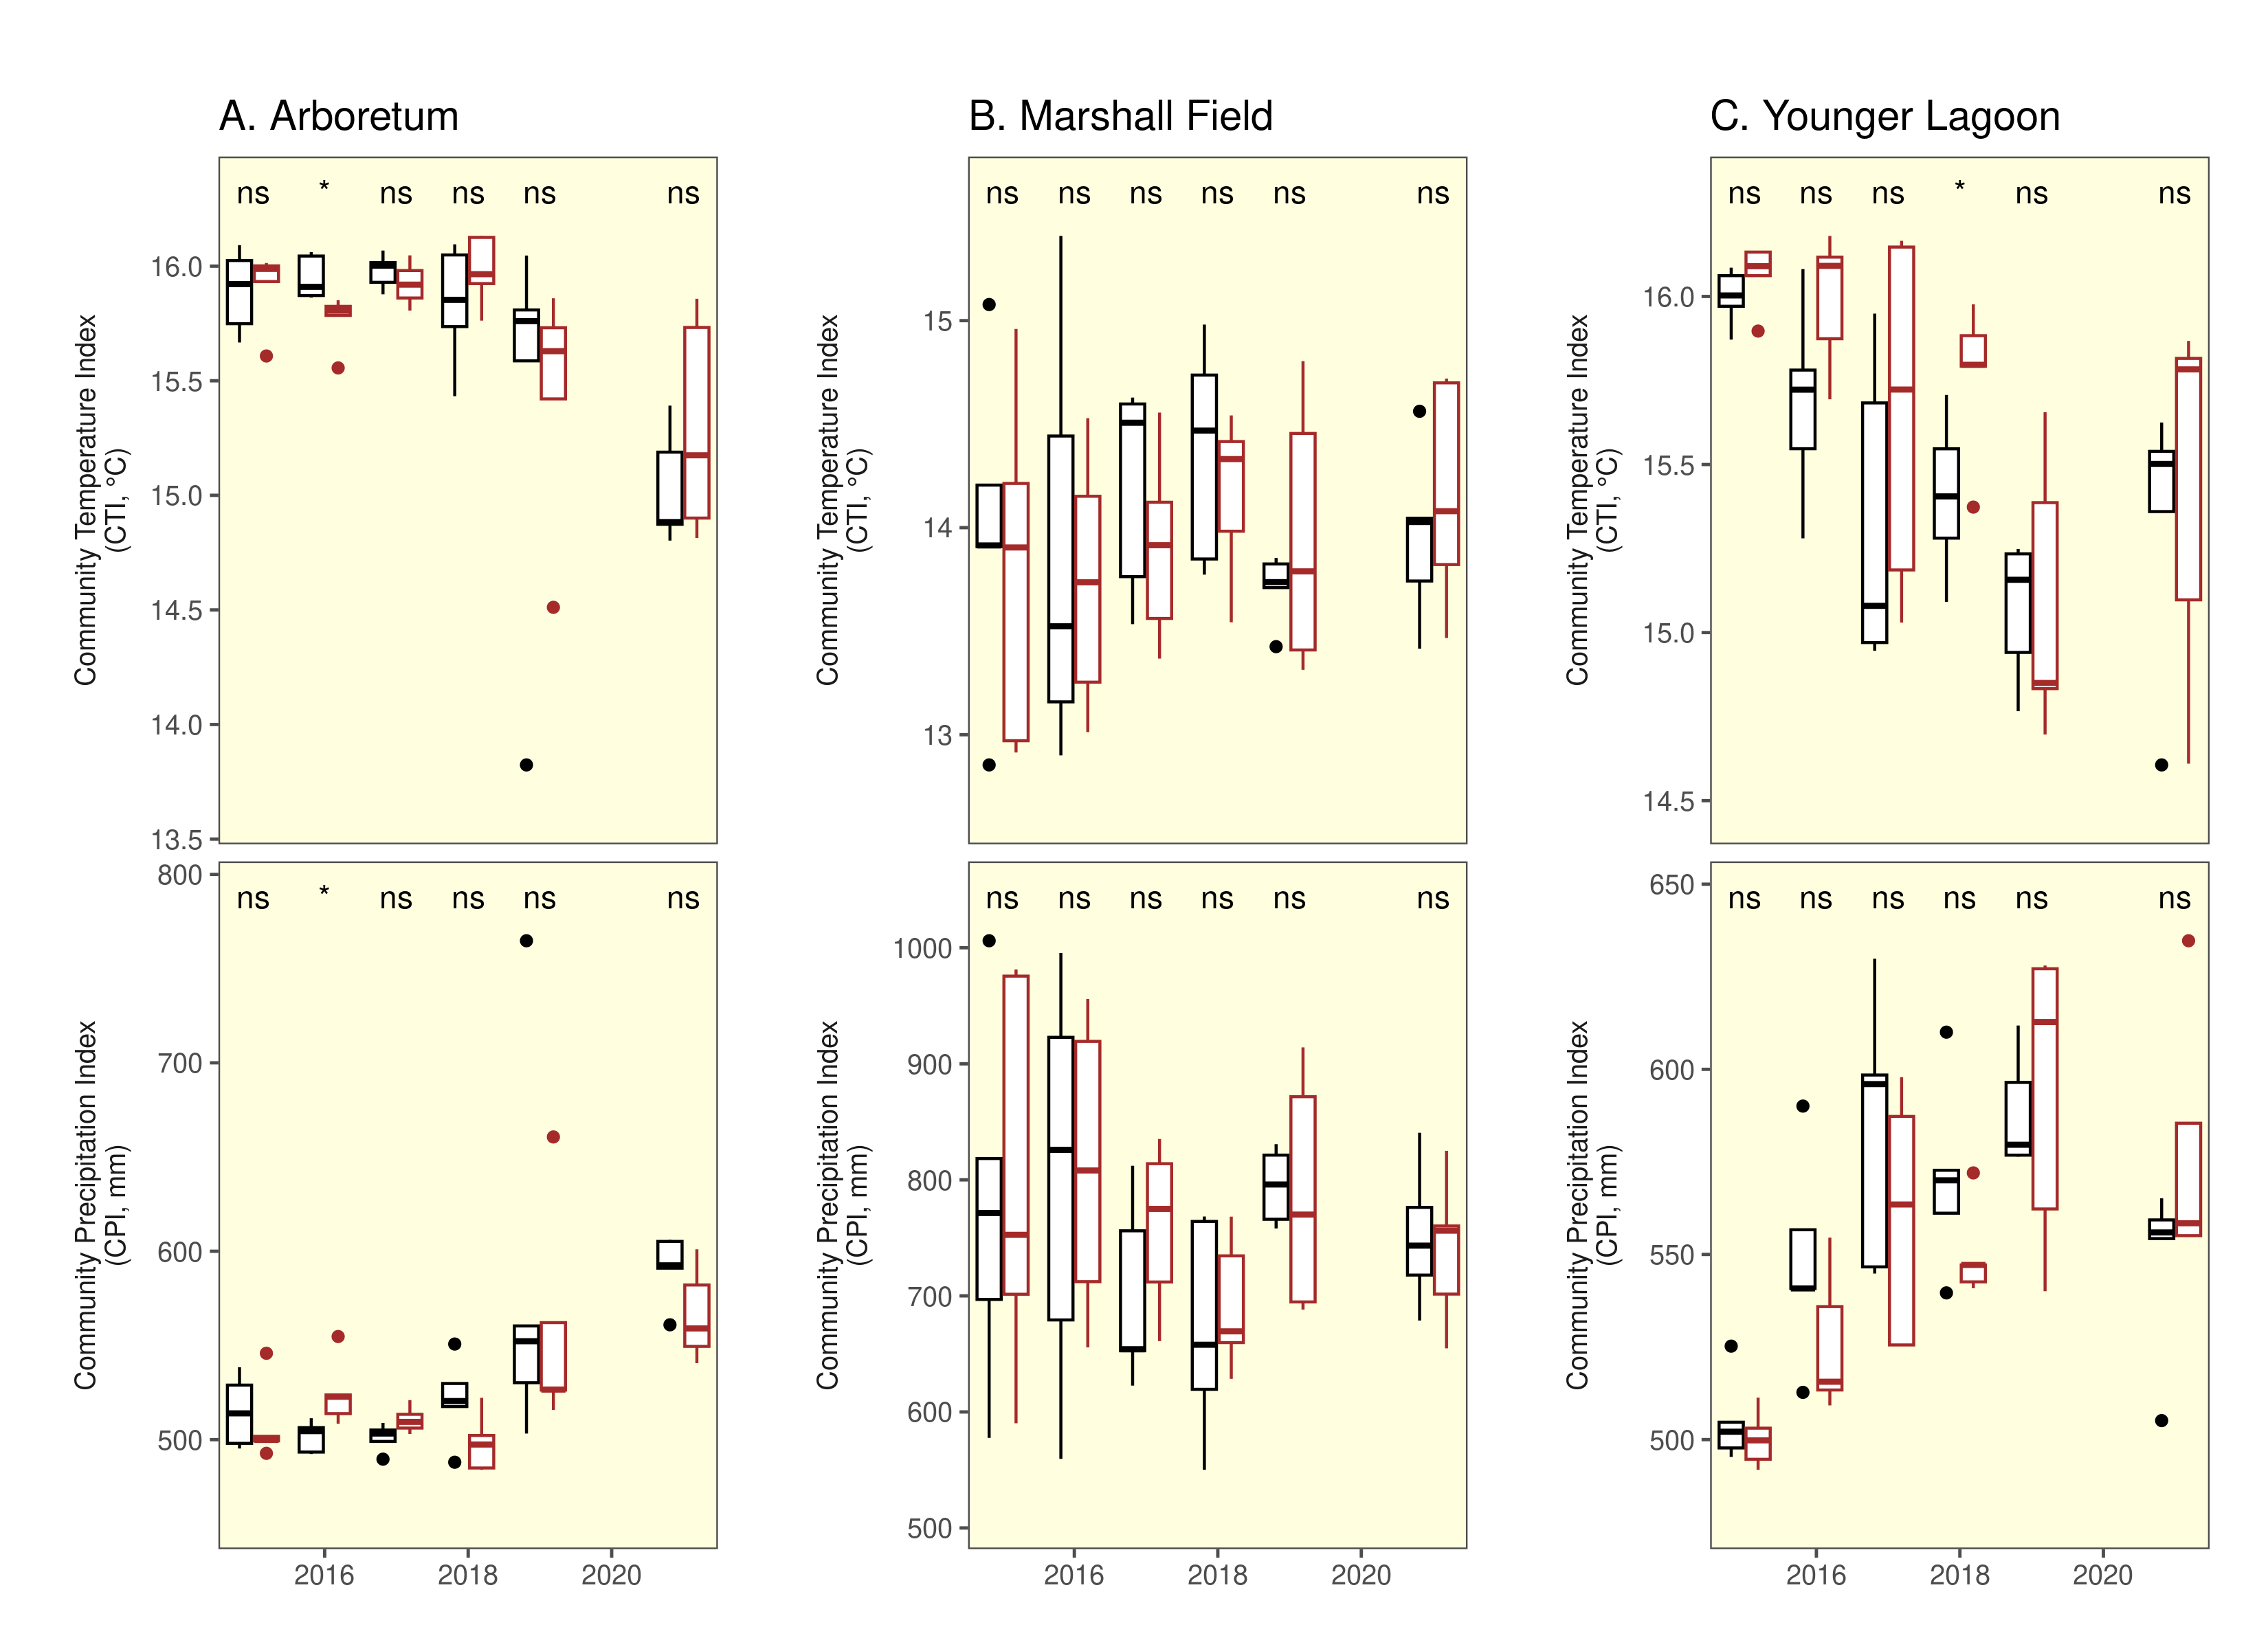 A. Arboretum
B. Marshall Field
C. Younger Lagoon
Community Temperature Index
(CTI, °C)
ns * ns ns ns ns
16.0
15.5
15.0
14.5
14.0
13.5
Community Temperature Index
(CTI, °C)
ns ns ns ns ns ns
15
14
13
Community Temperature Index
(CTI, °C)
ns ns ns * ns ns
16.0
15.5
15.0
14.5
Community Precipitation Index
(CPI, mm)
ns * ns ns ns ns
800
700
600
500
2016 2018 2020
Community Precipitation Index
(CPI, mm)
ns ns ns ns ns ns
1000
900
800
700
600
500
2016 2018 2020
Community Precipitation Index
(CPI, mm)
ns ns ns ns ns ns
650
600
550
500
2016 2018 2020